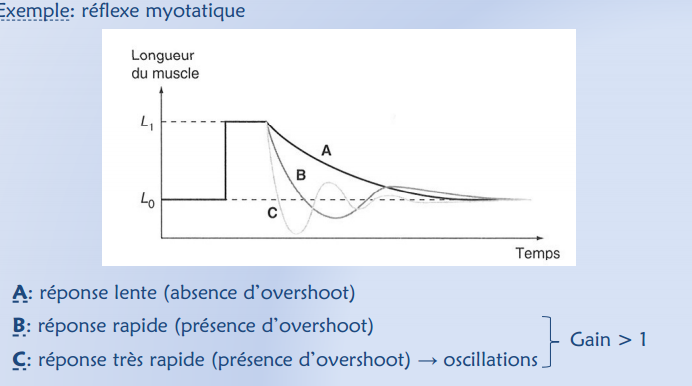 Exemple: réflexe myotatique
Longueur
du muscle
L1
A
B
L0
C
Temps
A: réponse lente (absence d'overshoot)
B: réponse rapide (présence d'overshoot)
Gain > 1
C: réponse très rapide (présence d'overshoot) → oscillations